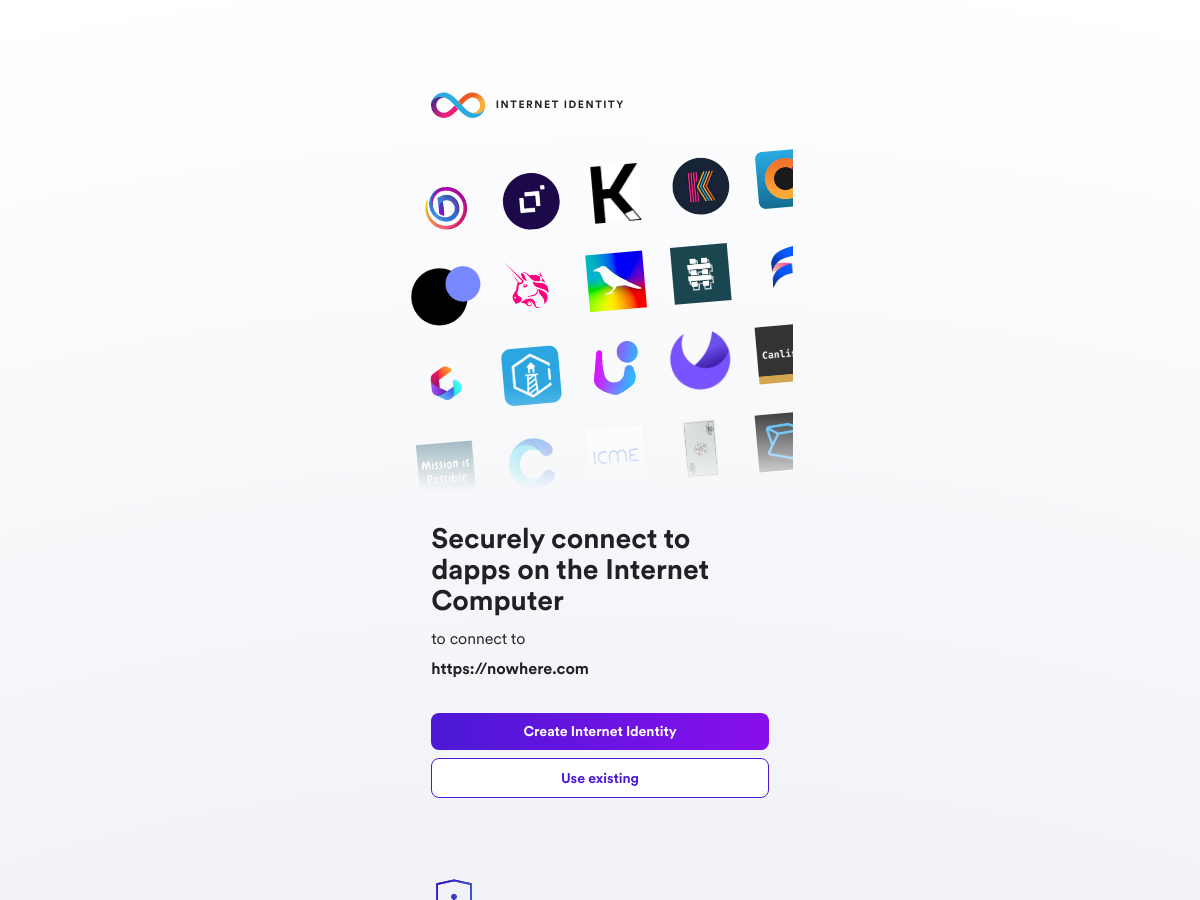 INTERNET IDENTITY
K
Canlis
Mission is
Possible
ICME
Securely connect to
dapps on the Internet
Computer
to connect to
https://nowhere.com
Create Internet Identity
Use existing